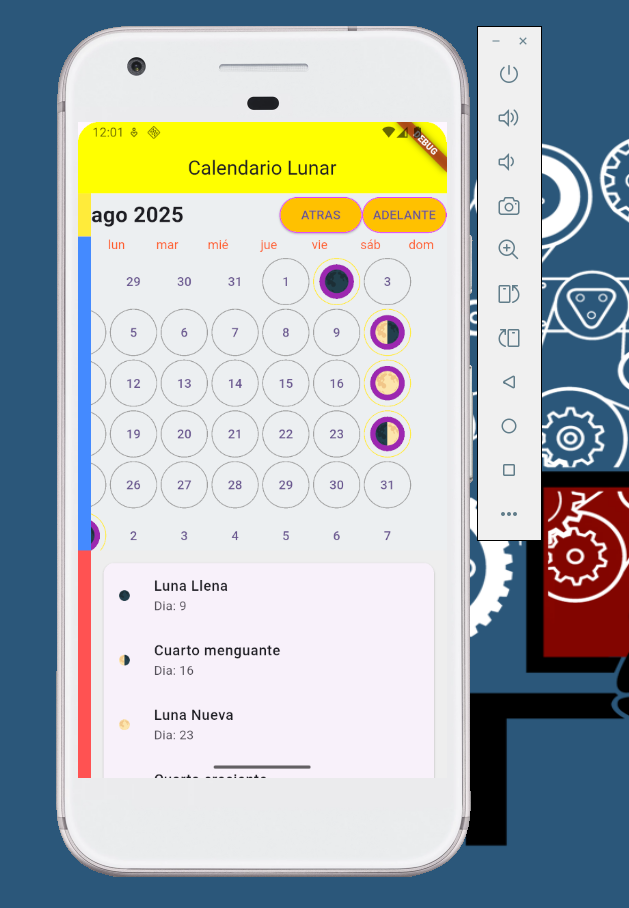 12:01
DEBUG
Calendario Lunar
ago 2025 ATRAS ADELANTE
lun mar mié jue vie sáb dom
29 30 31 1 3
5 6 7 8 9
12 13 14 15 16
19 20 21 22 23
26 27 28 29 30 31
2 3 4 5 6 7
Luna Llena
Dia: 9
Cuarto menguante
Dia: 16
Luna Nueva
Dia: 23
Cuarto creciente